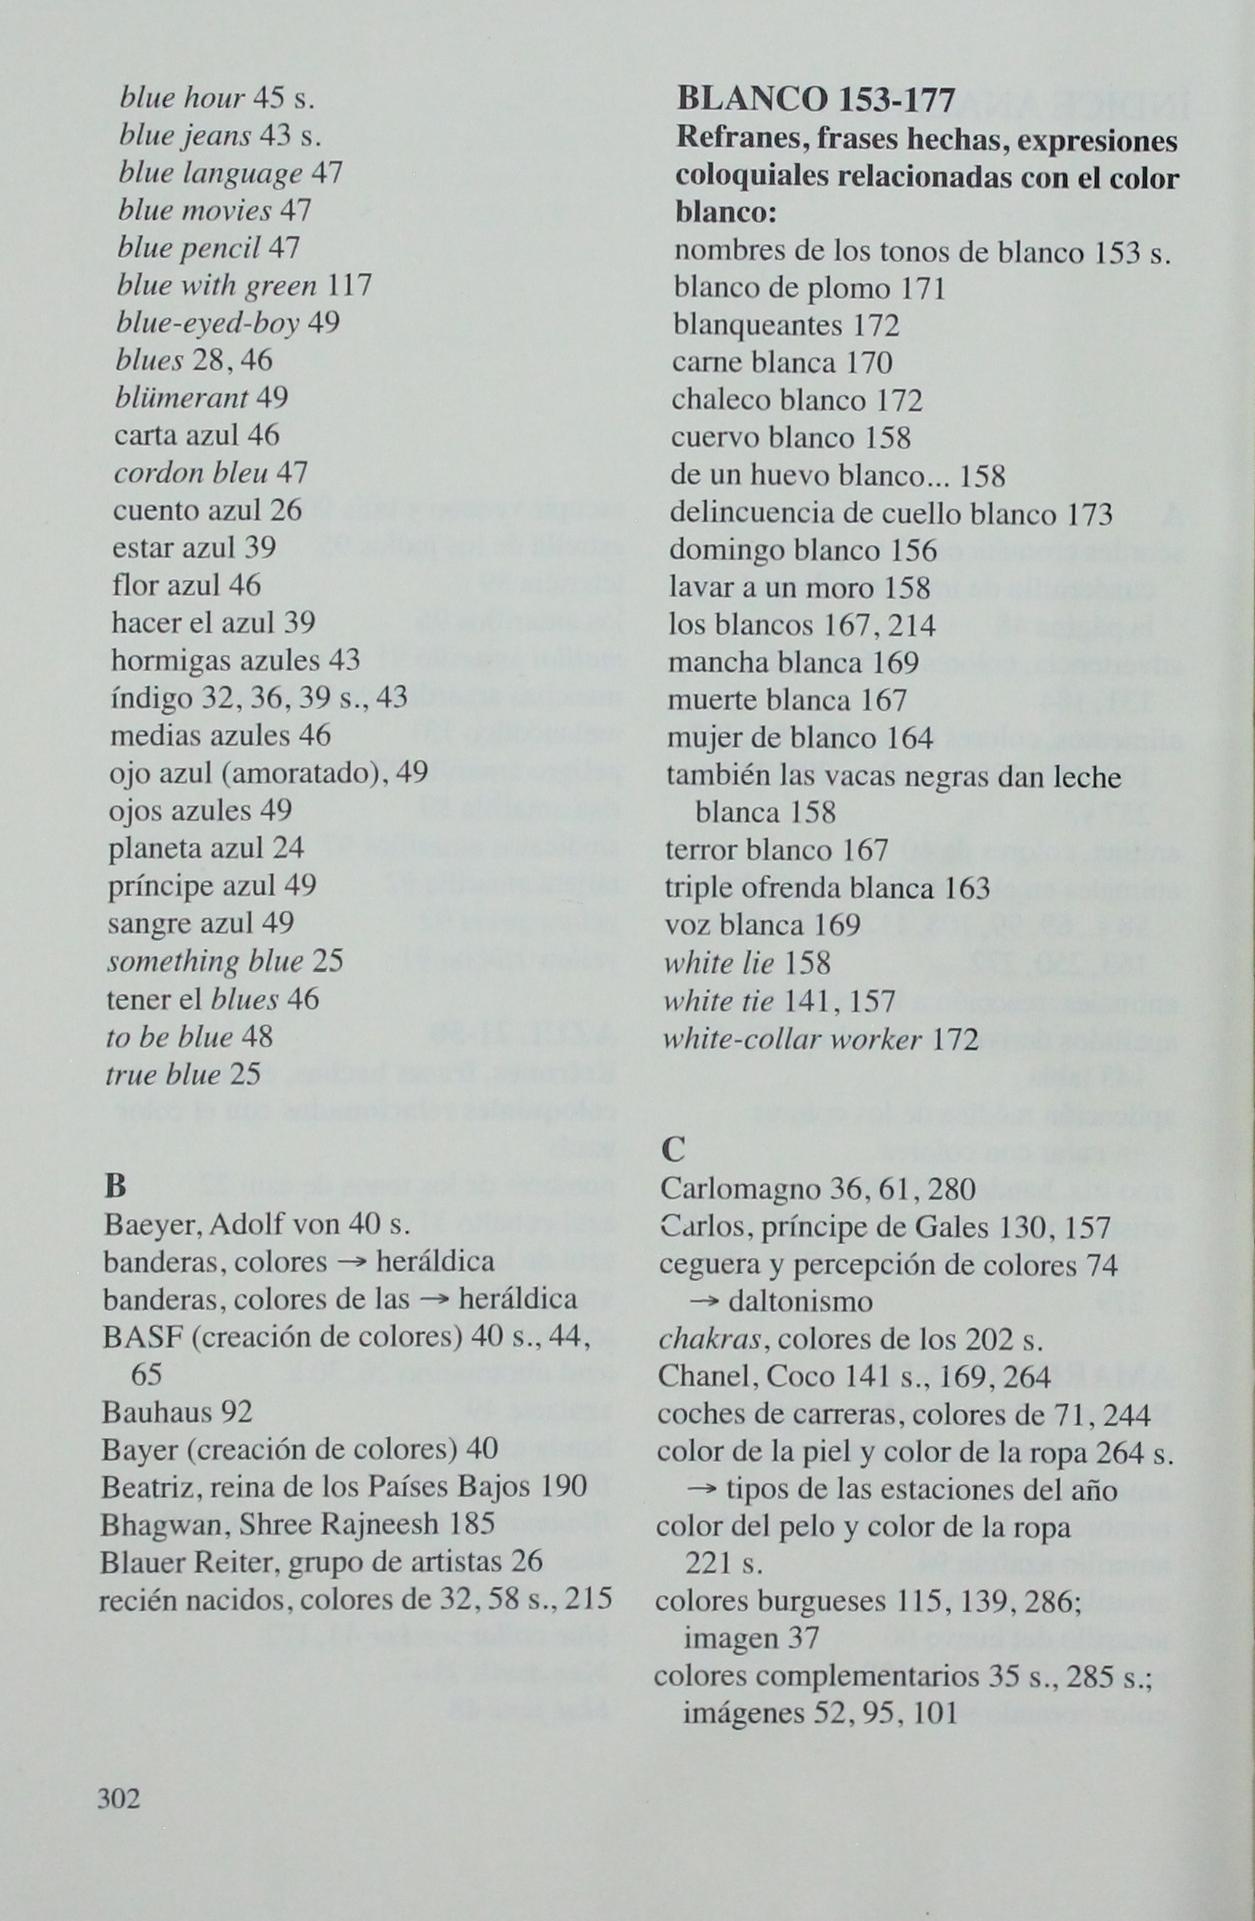 blue hour 45 s.
blue jeans 43 s.
blue language 47
blue movies 47
blue pencil 47
blue with green 117
blue-eyed-boy 49
blues 28, 46
blümerant 49
carta azul 46
cordon bleu 47
cuento azul 26
estar azul 39
flor azul 46
hacer el azul 39
hormigas azules 43
índigo 32, 36, 39 s., 43
medias azules 46
ojo azul (amoratado), 49
ojos azules 49
planeta azul 24
príncipe azul 49
sangre azul 49
something blue 25
tener el blues 46
to be blue 48
true blue 25
B
Baeyer, Adolf von 40 s.
banderas, colores → heráldica
banderas, colores de las → heráldica
BASF (creación de colores) 40 s., 44,
65
Bauhaus 92
Bayer (creación de colores) 40
Beatriz, reina de los Países Bajos 190
Bhagwan, Shree Rajneesh 185
Blauer Reiter, grupo de artistas 26
recién nacidos, colores de 32, 58 s., 215
BLANCO 153-177
Refranes, frases hechas, expresiones
coloquiales relacionadas con el color
blanco:
nombres de los tonos de blanco 153 s.
blanco de plomo 171
blanqueantes 172
carne blanca 170
chaleco blanco 172
cuervo blanco 158
de un huevo blanco... 158
delincuencia de cuello blanco 173
domingo blanco 156
lavar a un moro 158
los blancos 167, 214
mancha blanca 169
muerte blanca 167
mujer de blanco 164
también las vacas negras dan leche
blanca 158
terror blanco 167
triple ofrenda blanca 163
voz blanca 169
white lie 158
white tie 141, 157
white-collar worker 172
C
Carlomagno 36, 61, 280
Carlos, príncipe de Gales 130, 157
ceguera y percepción de colores 74
→ daltonismo
chakras, colores de los 202 s.
Chanel, Coco 141 s., 169, 264
coches de carreras, colores de 71, 244
color de la piel y color de la ropa 264 s.
→ tipos de las estaciones del año
color del pelo y color de la ropa
221 s.
colores burgueses 115, 139, 286;
imagen 37
colores complementarios 35 s., 285 s.;
imágenes 52, 95, 101
302